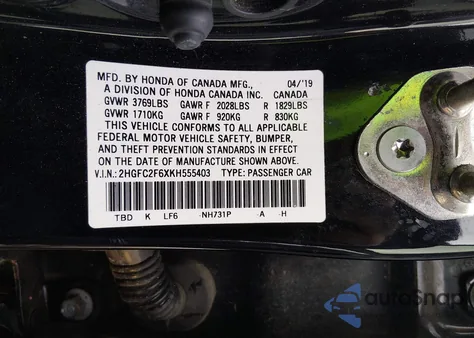 MFD. BY HONDA OF CANADA MFG., 04/'19
A DIVISION OF HONDA CANADA INC. CANADA
GVWR 3769LBS GAWR F 2028LBS R 1829LBS
GVWR 1710KG GAWR F 920KG R 830KG
THIS VEHICLE CONFORMS TO ALL APPLICABLE
FEDERAL MOTOR VEHICLE SAFETY, BUMPER,
AND THEFT PREVENTION STANDARDS IN EFFECT
ON THE DATE OF MANUFACTURE SHOWN ABOVE.
V.I.N.: 2HGFC2F6XKH555403 TYPE: PASSENGER CAR
TBD K LF6 NH731P A H
autoSnap